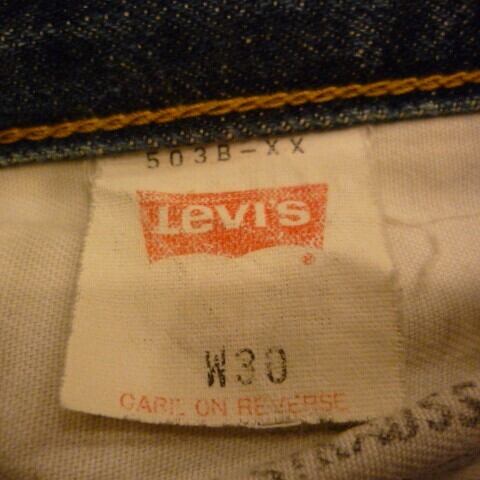 503B-XX
Levi's
®
W30
CARE ON REVERSE